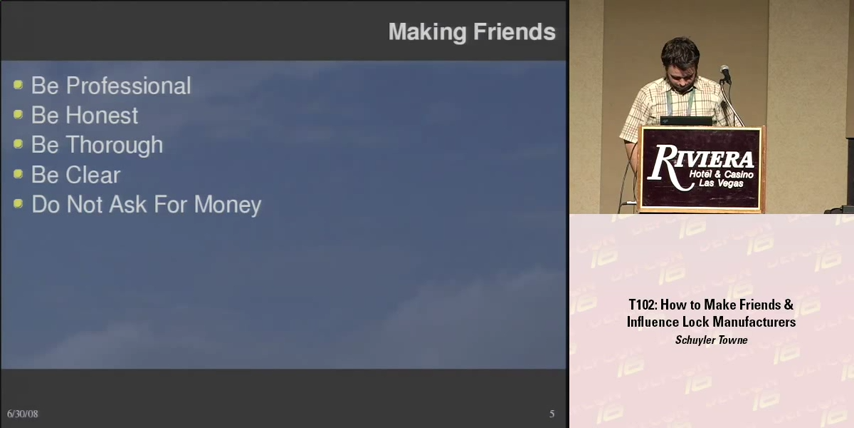 Making Friends
Be Professional
Be Honest
Be Thorough
Be Clear
Do Not Ask For Money
6/30/08
5
RIVIERA
Hotel & Casino
Las Vegas
T102: How to Make Friends &
Influence Lock Manufacturers
Schuyler Towne